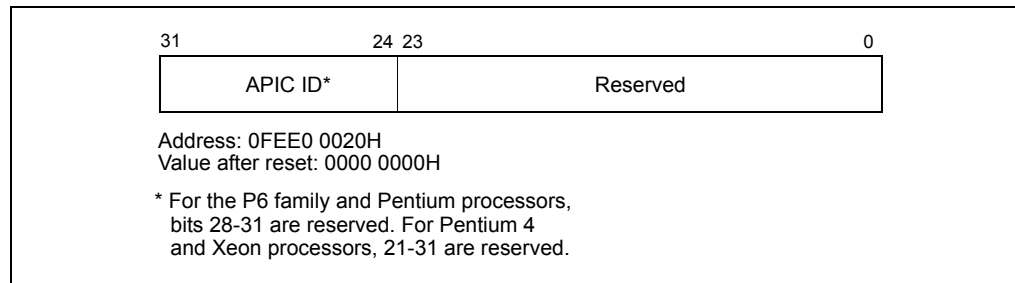 31 24 23 0
APIC ID* Reserved
Address: 0FEE0 0020H
Value after reset: 0000 0000H
* For the P6 family and Pentium processors,
bits 28-31 are reserved. For Pentium 4
and Xeon processors, 21-31 are reserved.